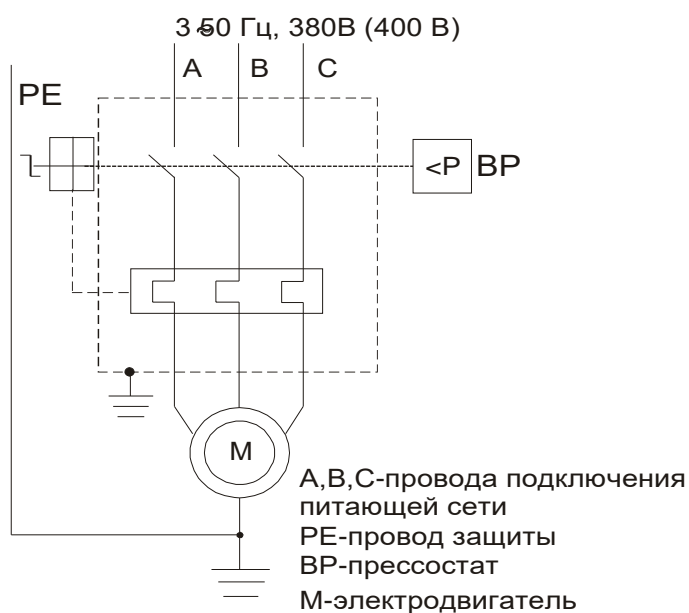 3 ~ 50 Гц, 380В (400 В)
A B C
PE
<P BP
M
A,B,C-провода подключения
питающей сети
PE-провод защиты
BP-прессостат
M-электродвигатель